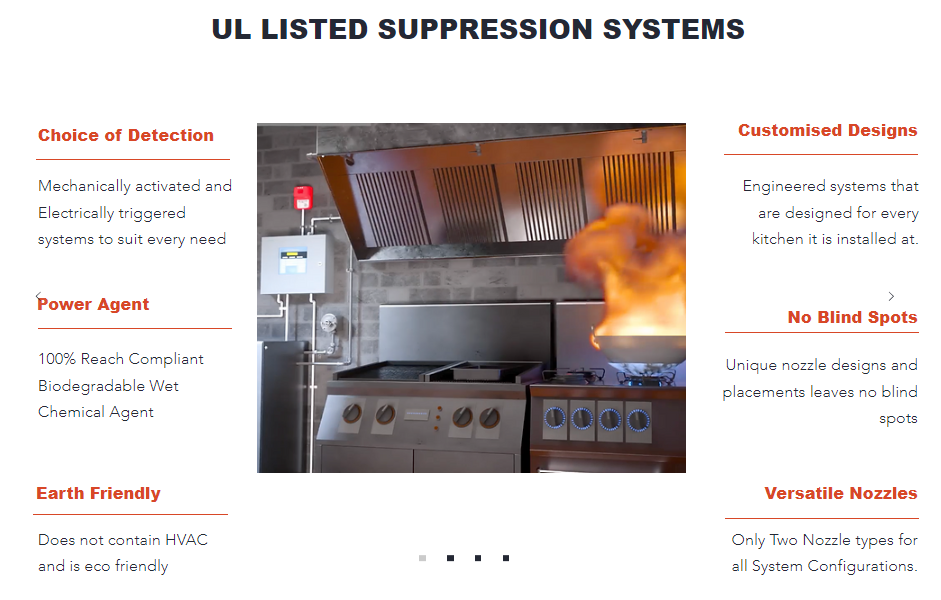 UL LISTED SUPPRESSION SYSTEMS
Choice of Detection
Mechanically activated and
Electrically triggered
systems to suit every need
Power Agent
100% Reach Compliant
Biodegradable Wet
Chemical Agent
Earth Friendly
Does not contain HVAC
and is eco friendly
Customised Designs
Engineered systems that
are designed for every
kitchen it is installed at.
No Blind Spots
Unique nozzle designs and
placements leaves no blind
spots
Versatile Nozzles
Only Two Nozzle types for
all System Configurations.